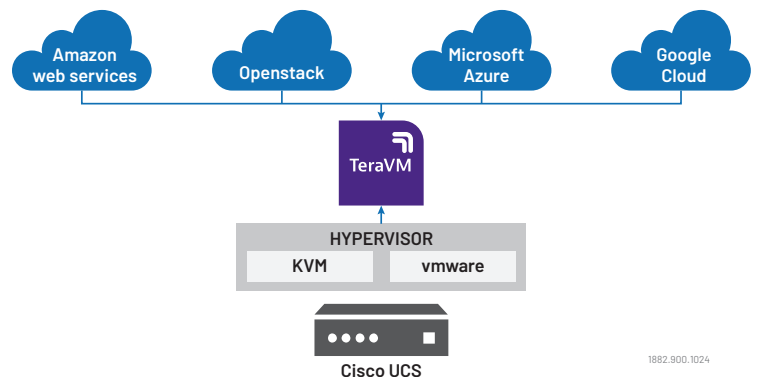 Amazon
web services
Openstack
Microsoft
Azure
Google
Cloud
TeraVM
HYPERVISOR
KVM
vmware
Cisco UCS
1882.900.1024